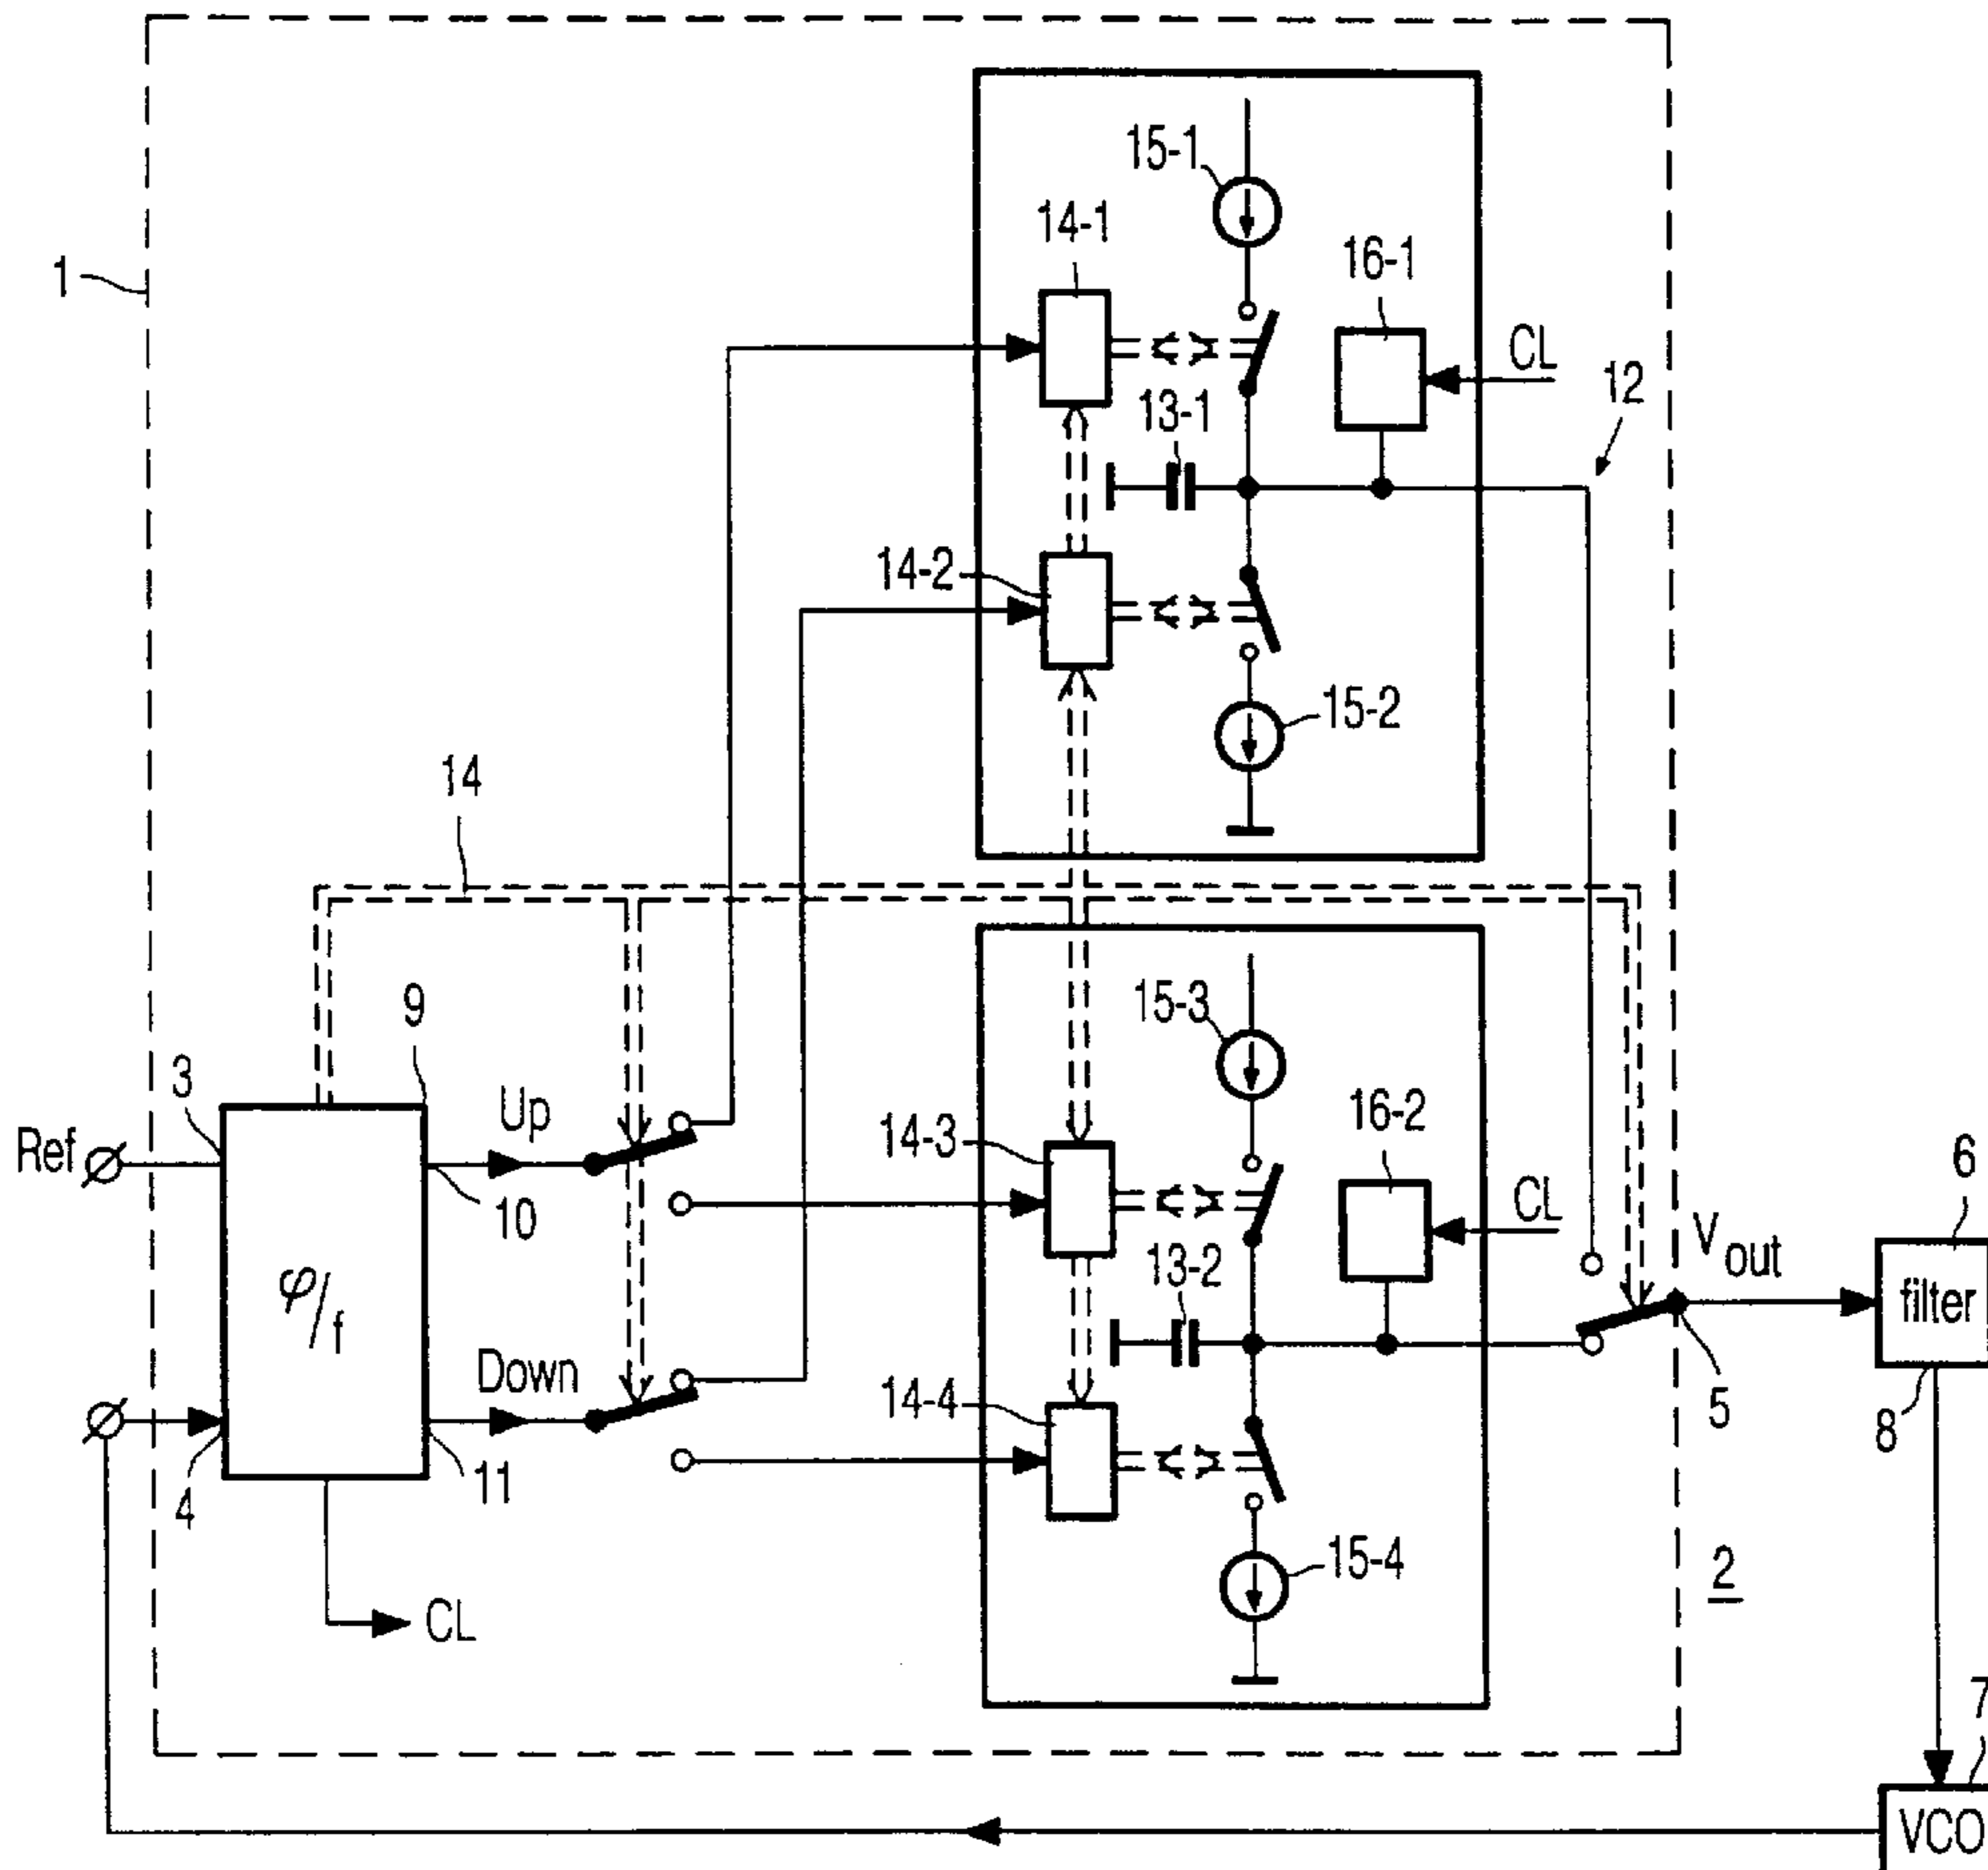 15-1
14-1
16-1
1
CL
12
13-1
14-2
15-2
14
9
15-3
3
Up
14-3
16-2
Ref
6
10
CL
Vout
13-2
φ/f
filter
Down
14-4
5
8
4
11
15-4
2
CL
7
VCO